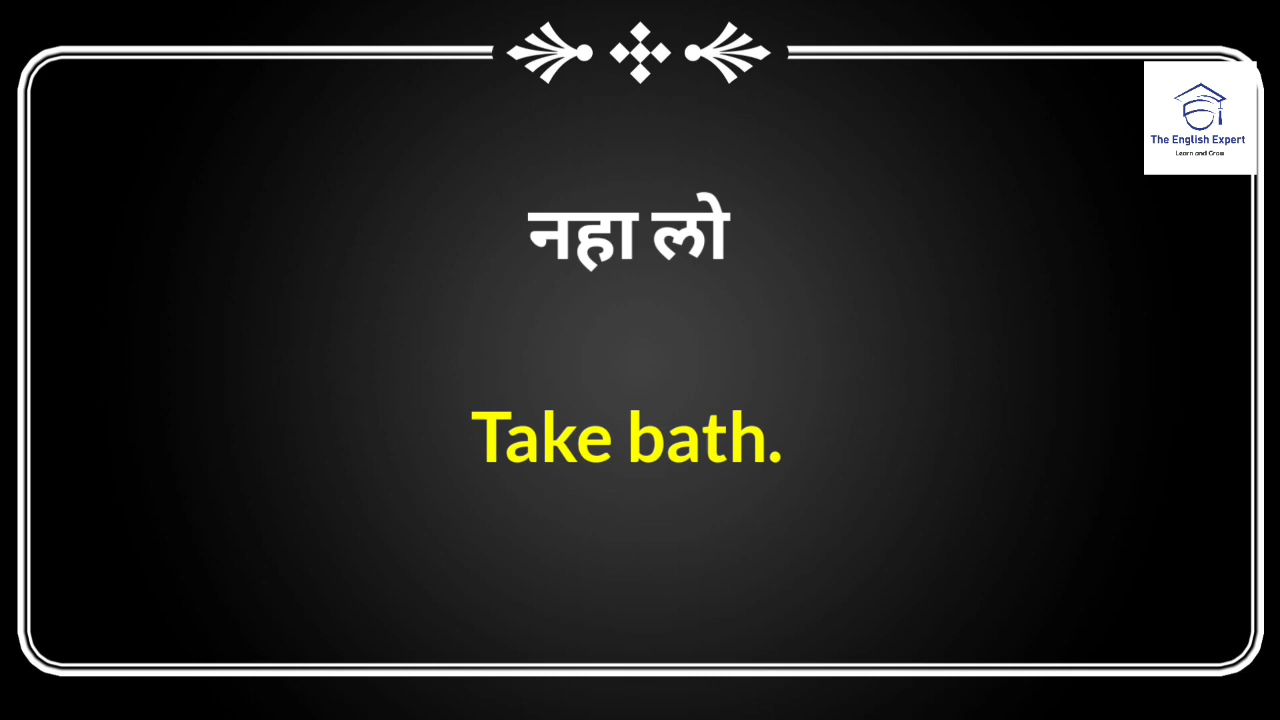 The English Expert
Learn and Grow
नहा लो
Take bath.